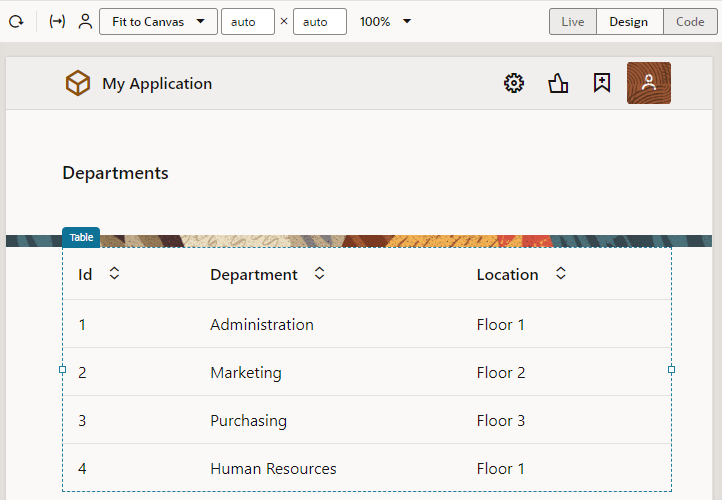 Fit to Canvas auto × auto 100% Live Design Code
My Application
Departments
Table
Id Department Location
1 Administration Floor 1
2 Marketing Floor 2
3 Purchasing Floor 3
4 Human Resources Floor 1